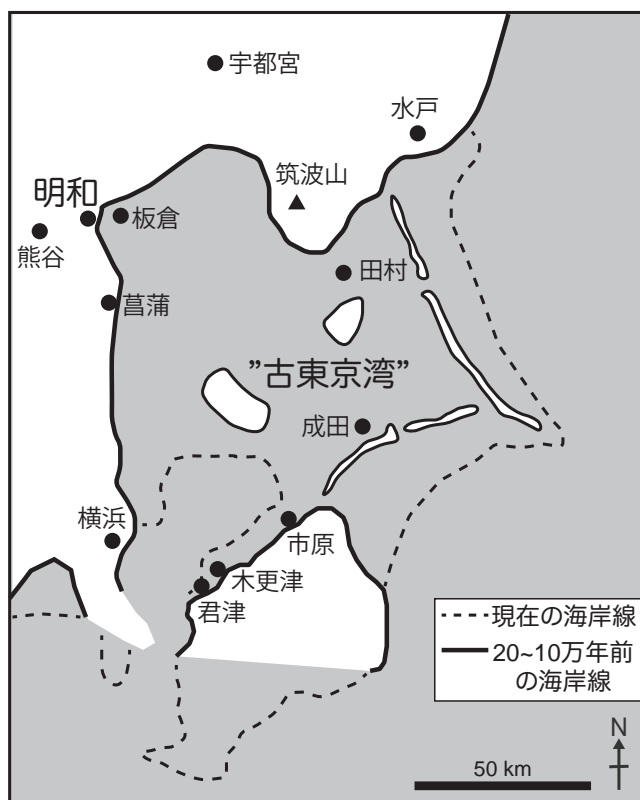 宇都宮
水戸
筑波山
明和
板倉
熊谷
田村
菖蒲
"古東京湾"
成田
横浜
市原
木更津
君津
現在の海岸線
20~10万年前
の海岸線
N
50 km